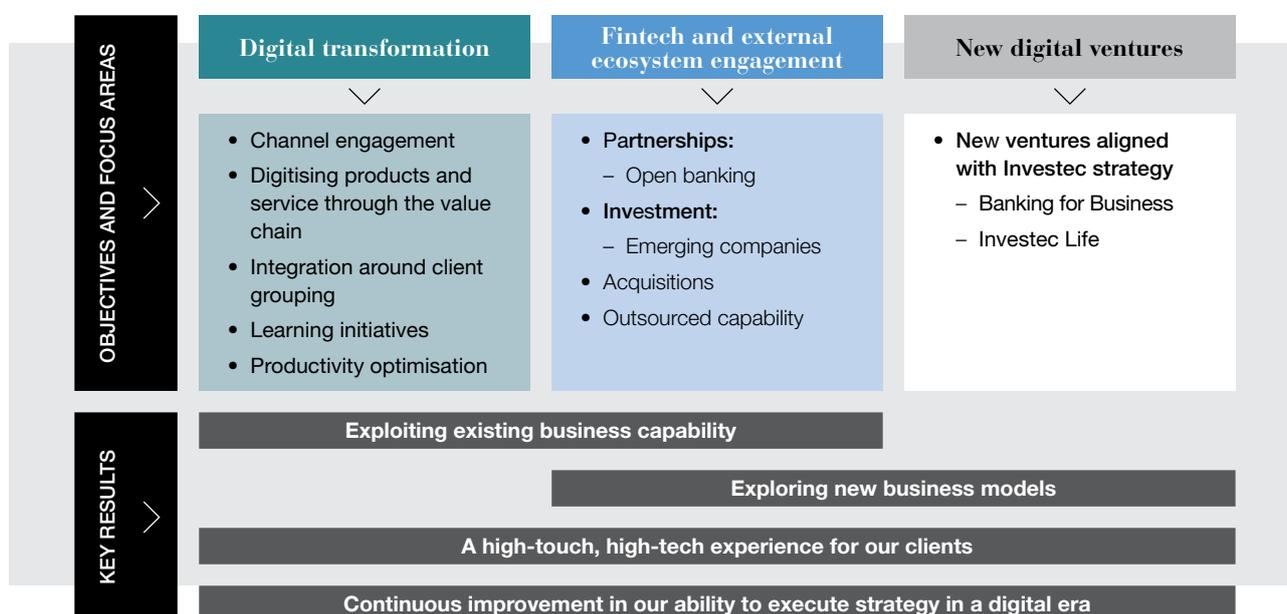 OBJECTIVES AND FOCUS AREAS
Digital transformation
• Channel engagement
• Digitising products and
service through the value
chain
• Integration around client
grouping
• Learning initiatives
• Productivity optimisation
Fintech and external
ecosystem engagement
• Partnerships:
– Open banking
• Investment:
– Emerging companies
• Acquisitions
• Outsourced capability
New digital ventures
• New ventures aligned
with Investec strategy
– Banking for Business
– Investec Life
KEY RESULTS
Exploiting existing business capability
Exploring new business models
A high-touch, high-tech experience for our clients
Continuous improvement in our ability to execute strategy in a digital era